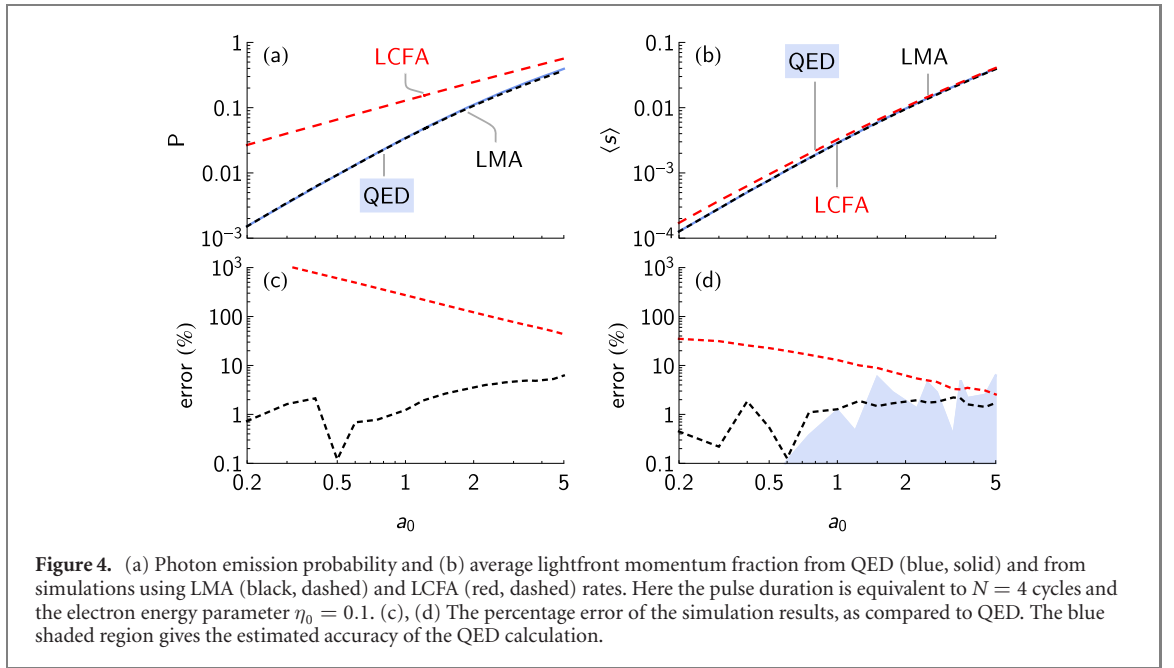 1
0.1
0.01
10⁻³
P
(a)
LCFA
LMA
QED
0.1
0.01
10⁻³
10⁻⁴
⟨s⟩
(b)
QED
LMA
LCFA
10³
100
10
1
0.1
error (%)
(c)
0.2
0.5
1
2
5
a₀
10³
100
10
1
0.1
error (%)
(d)
0.2
0.5
1
2
5
a₀
Figure 4. (a) Photon emission probability and (b) average lightfront momentum fraction from QED (blue, solid) and from
simulations using LMA (black, dashed) and LCFA (red, dashed) rates. Here the pulse duration is equivalent to N = 4 cycles and
the electron energy parameter η₀ = 0.1. (c), (d) The percentage error of the simulation results, as compared to QED. The blue
shaded region gives the estimated accuracy of the QED calculation.